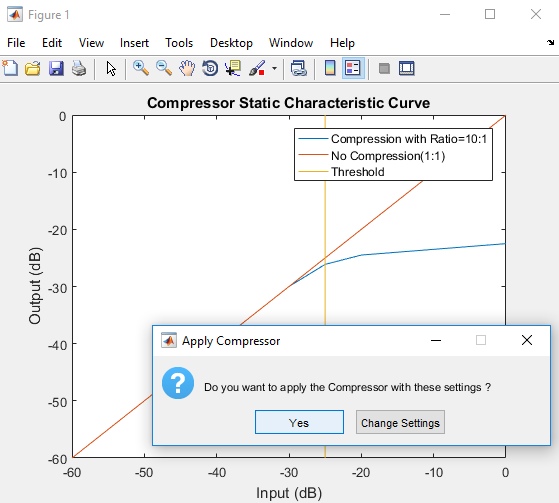 Figure 1
File Edit View Insert Tools Desktop Window Help
Compressor Static Characteristic Curve
Compression with Ratio=10:1
No Compression(1:1)
Threshold
0
-10
-20
-30
-40
-50
-60
Output (dB)
Apply Compressor
Do you want to apply the Compressor with these settings ?
Yes Change Settings
-60 -50 -40 -30 -20 -10 0
Input (dB)